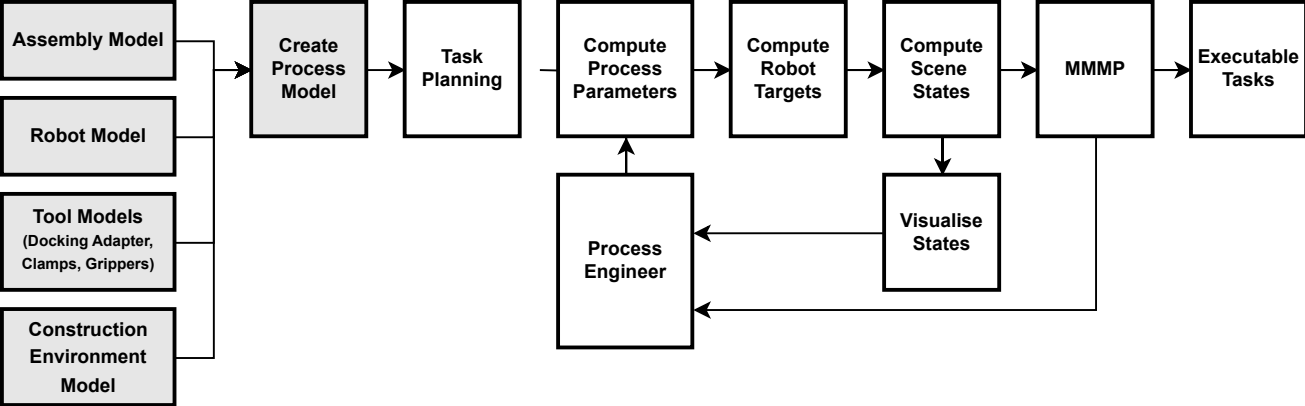 Assembly Model
Robot Model
Tool Models
(Docking Adapter,
Clamps, Grippers)
Construction
Environment
Model
Create
Process
Model
Task
Planning
Compute
Process
Parameters
Compute
Robot
Targets
Compute
Scene
States
MMMP
Executable
Tasks
Process
Engineer
Visualise
States